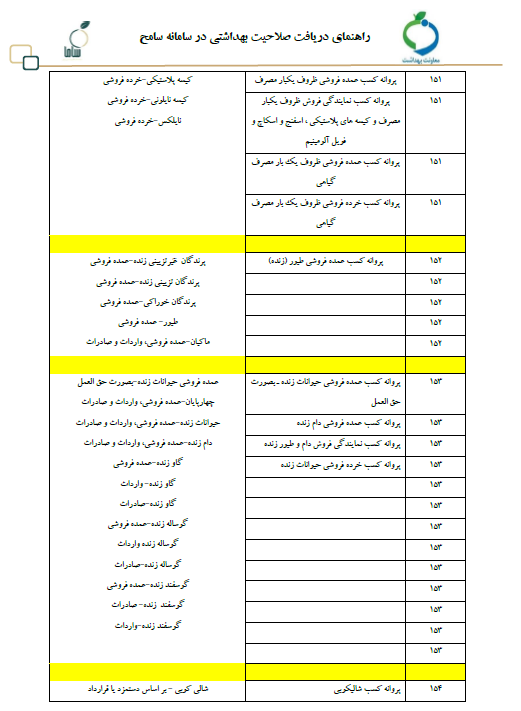 راهنمای دریافت صلاحیت بهداشتی در سامانه سامح
ساما
معاونت بهداشت
۱۵۱ پروانه کسب عمده فروشی ظروف یکبار مصرف کیسه پلاستیکی-خرده فروشی
۱۵۱ پروانه کسب نمایندگی فروش ظروف یکبار کیسه نایلونی-خرده فروشی
مصرف و کیسه های پلاستیکی ، اسفنج و اسکاچ و نایلکس-خرده فروشی
فویل آلومینیم
۱۵۱ پروانه کسب عمده فروشی ظروف یک بار مصرف
گیاهی
۱۵۱ پروانه کسب خرده فروشی ظروف یک بار مصرف
گیاهی
۱۵۲ پروانه کسب عمده فروشی طیور (زنده) پرندگان غیرتزیینی زنده-عمده فروشی
۱۵۲ پرندگان تزیینی زنده-عمده فروشی
۱۵۲ پرندگان خوراکی-عمده فروشی
۱۵۲ طیور- عمده فروشی
۱۵۲ ماکیان-عمده فروشی، واردات و صادرات
۱۵۳ پروانه کسب عمده فروشی حیوانات زنده ـ بصورت عمده فروشی حیوانات زنده-بصورت حق العمل
حق العمل چهارپایان-عمده فروشی، واردات و صادرات
۱۵۳ پروانه کسب عمده فروشی دام زنده حیوانات زنده-عمده فروشی، واردات و صادرات
۱۵۳ پروانه کسب نمایندگی فروش دام و طیور زنده دام زنده-عمده فروشی، واردات و صادرات
۱۵۳ پروانه کسب خرده فروشی حیوانات زنده گاو زنده-عمده فروشی
۱۵۳ گاو زنده- واردات
۱۵۳ گاو زنده-صادرات
۱۵۳ گوساله زنده-عمده فروشی
۱۵۳ گوساله زنده واردات
۱۵۳ گوساله زنده-صادرات
۱۵۳ گوسفند زنده-عمده فروشی
۱۵۳ گوسفند زنده- صادرات
۱۵۳ گوسفند زنده-واردات
۱۵۳
۱۵۴ پروانه کسب شالیکوبی شالی کوبی - بر اساس دستمزد یا قرارداد